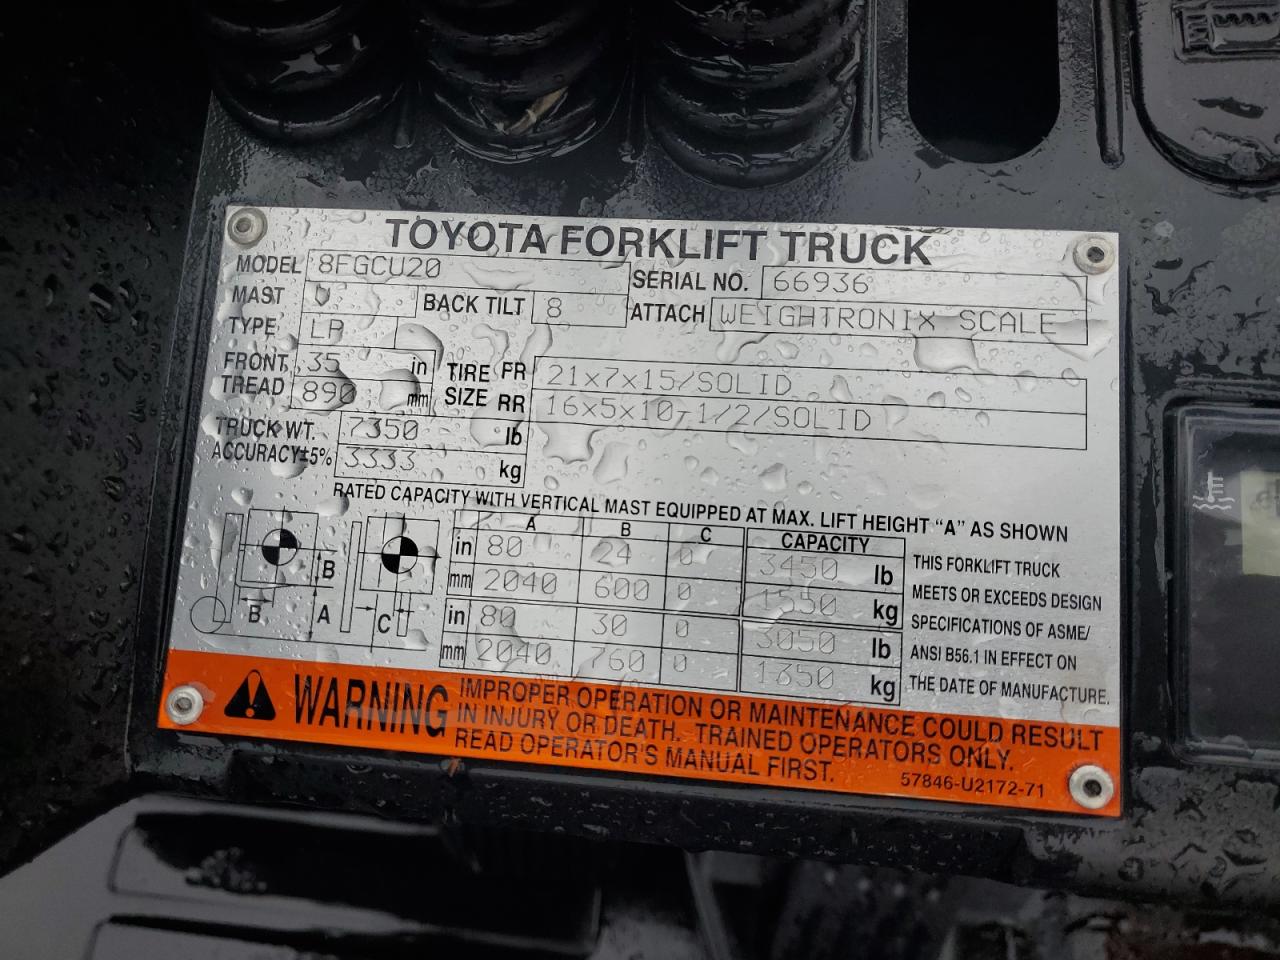 TOYOTA FORKLIFT TRUCK
MODEL 8FGCU20 SERIAL NO. 66936
MAST V BACK TILT 8 ATTACH WEIGHTRONIX SCALE
TYPE LP
FRONT TREAD 35 in 890 mm
TIRE SIZE FR 21x7x15/SOLID
RR 16x5x10-1/2/SOLID
TRUCK WT. 7350 lb
ACCURACY±5% 3333 kg
RATED CAPACITY WITH VERTICAL MAST EQUIPPED AT MAX. LIFT HEIGHT "A" AS SHOWN
A B C CAPACITY
in 80 24 0 3450 lb
mm 2040 600 0 1550 kg
in 80 30 0 3050 lb
mm 2040 760 0 1350 kg
B B A C
THIS FORKLIFT TRUCK
MEETS OR EXCEEDS DESIGN
SPECIFICATIONS OF ASME/
ANSI B56.1 IN EFFECT ON
THE DATE OF MANUFACTURE.
WARNING
IMPROPER OPERATION OR MAINTENANCE COULD RESULT
IN INJURY OR DEATH. TRAINED OPERATORS ONLY.
READ OPERATOR'S MANUAL FIRST.
57846-U2172-71